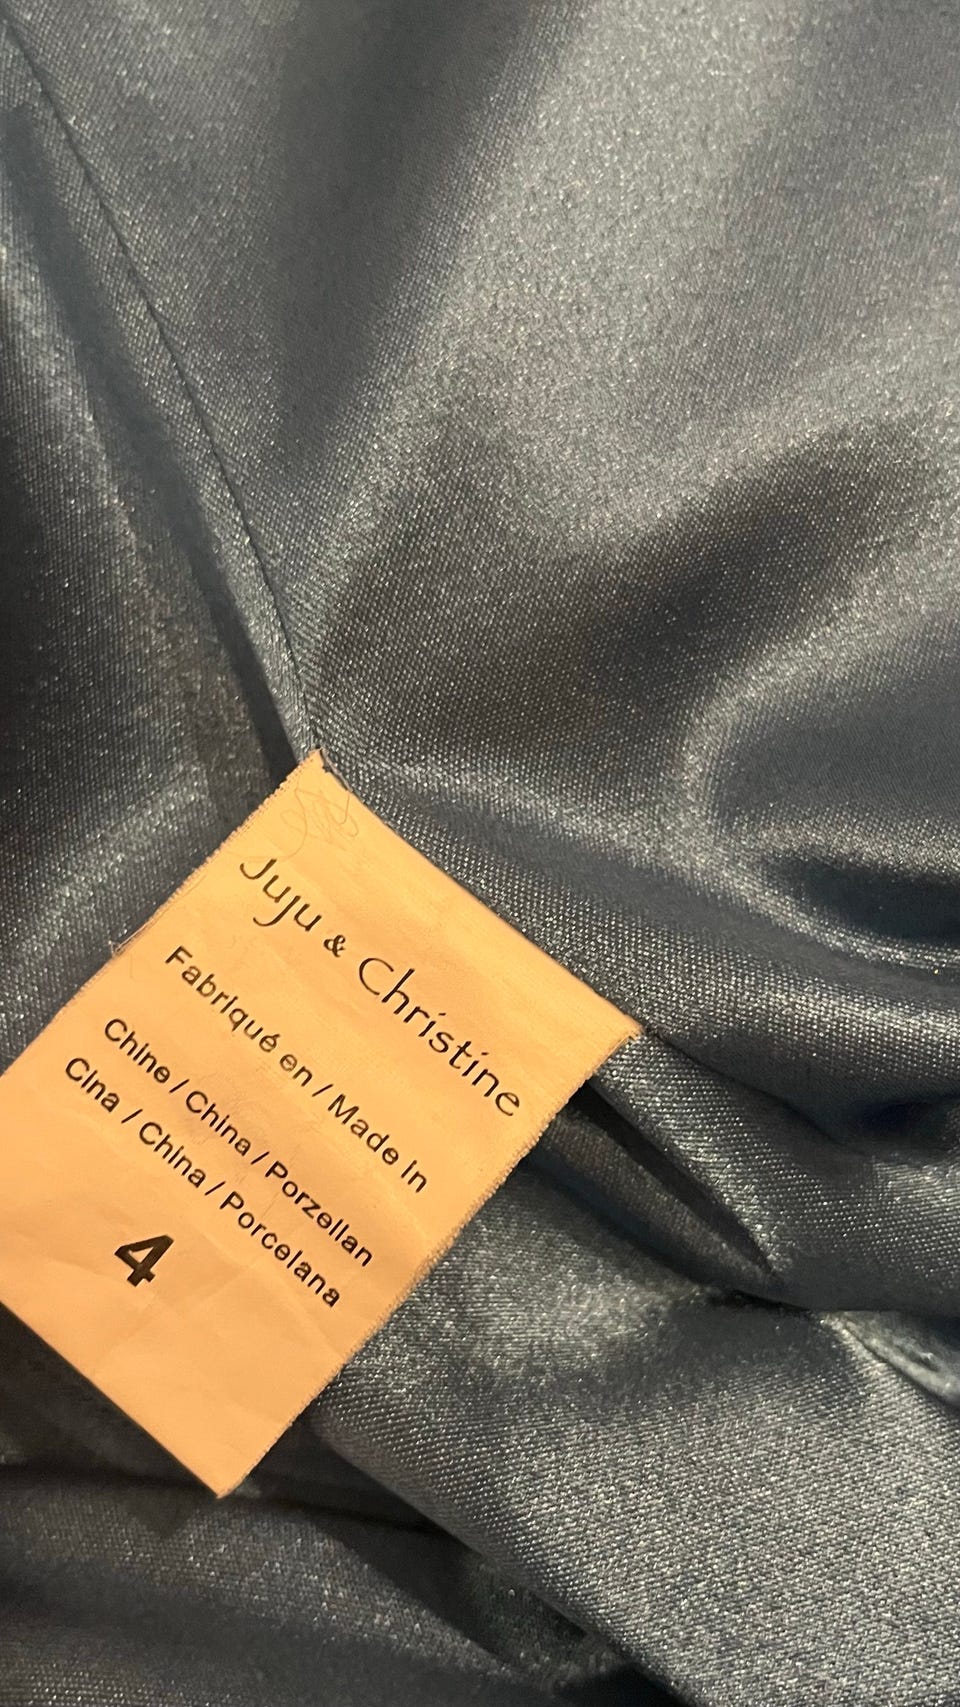 Juju & Christine
Fabriqué en / Made In
Chine / China / Porzellan
Cina / China / Porcelana
4